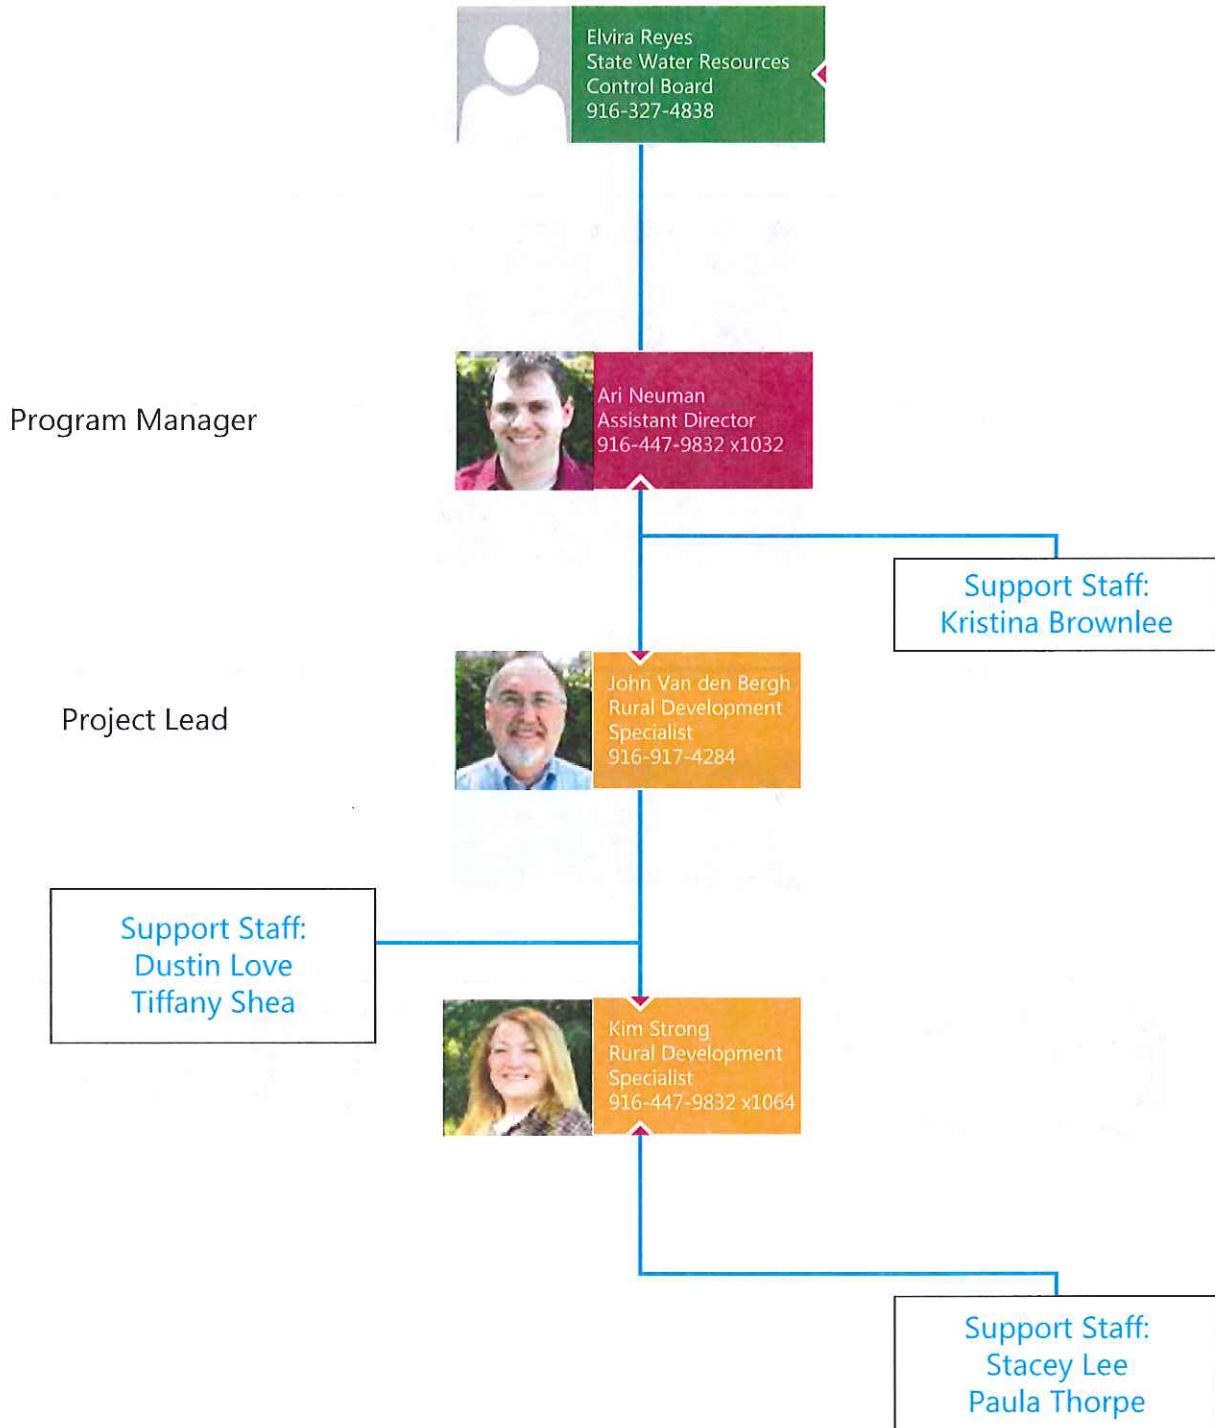 Elvira Reyes
State Water Resources
Control Board
916-327-4838
Program Manager
Ari Neuman
Assistant Director
916-447-9832 x1032
Support Staff:
Kristina Brownlee
Project Lead
John Van den Bergh
Rural Development
Specialist
916-917-4284
Support Staff:
Dustin Love
Tiffany Shea
Kim Strong
Rural Development
Specialist
916-447-9832 x1064
Support Staff:
Stacey Lee
Paula Thorpe